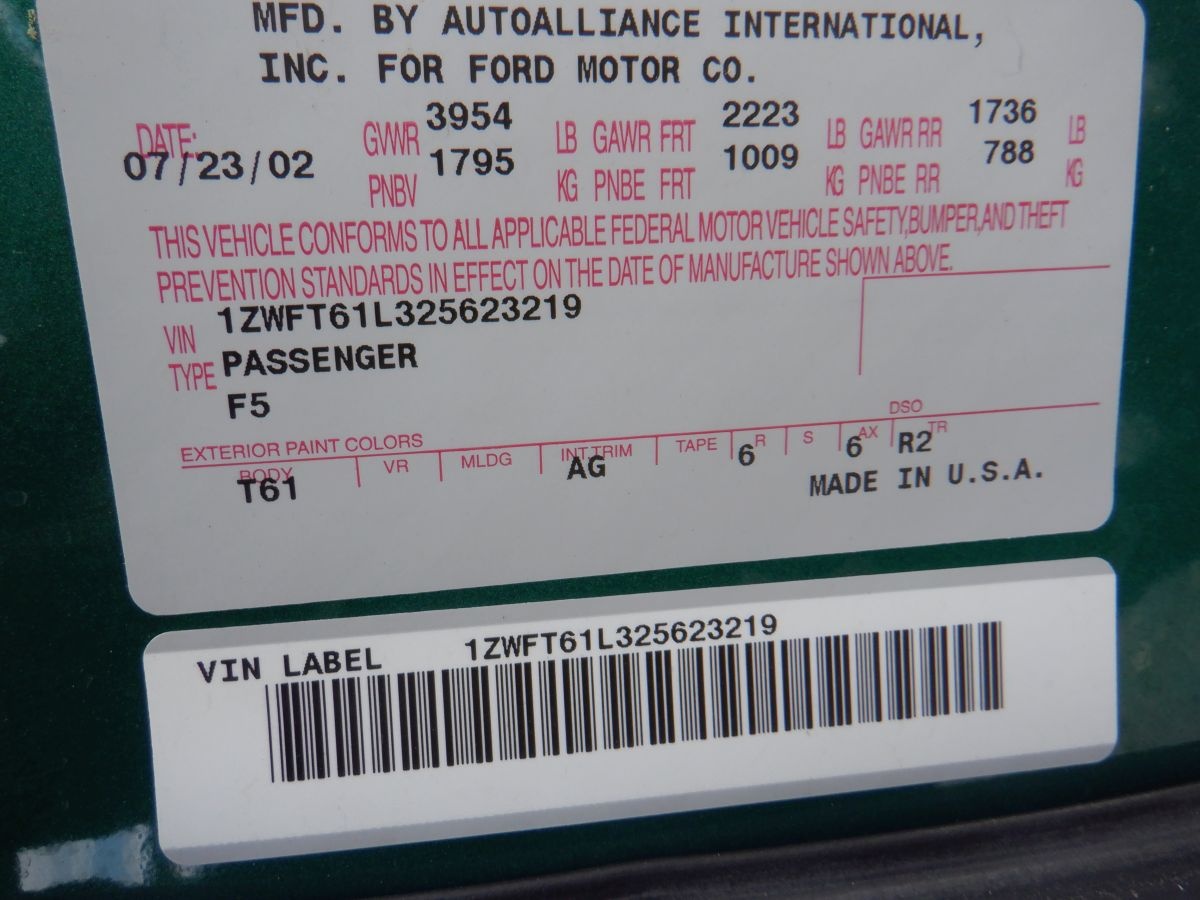 MFD. BY AUTOALLIANCE INTERNATIONAL,
INC. FOR FORD MOTOR CO.
DATE: 07/23/02 GVWR 3954 LB GAWR FRT 2223 LB GAWR RR 1736 LB
PNBV 1795 KG PNBE FRT 1009 KG PNBE RR 788 KG
THIS VEHICLE CONFORMS TO ALL APPLICABLE FEDERAL MOTOR VEHICLE SAFETY,BUMPER,AND THEFT
PREVENTION STANDARDS IN EFFECT ON THE DATE OF MANUFACTURE SHOWN ABOVE.
VIN 1ZWFT61L325623219
TYPE PASSENGER
F5
DSO
EXTERIOR PAINT COLORS
BODY VR MLDG INT TRIM TAPE R S AX TR
T61 AG 6 6 R2
MADE IN U.S.A.
VIN LABEL 1ZWFT61L325623219